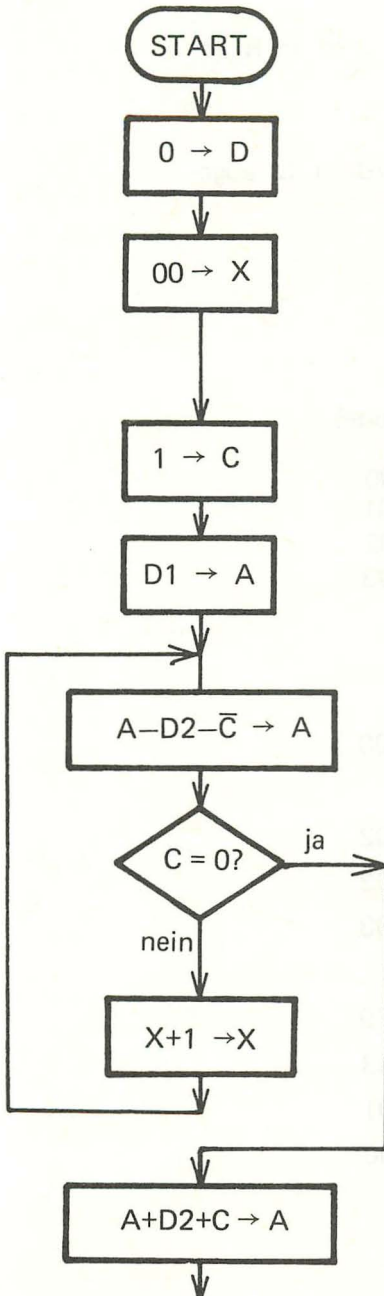 START
0 → D
00 → X
1 → C
D1 → A
A–D2–C̅ → A
C = 0?
ja
nein
X+1 →X
A+D2+C → A